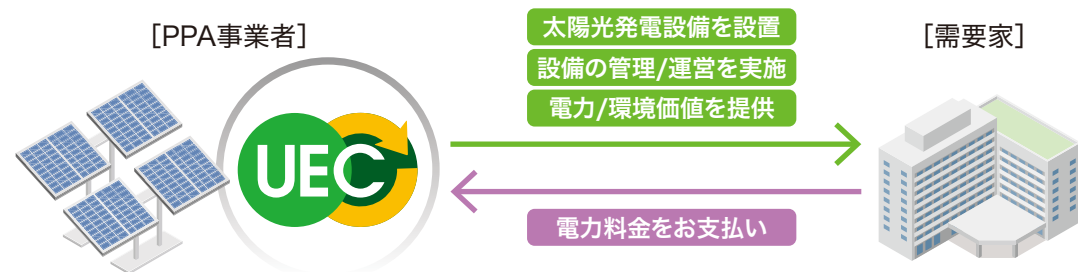 [PPA事業者]
UEC
太陽光発電設備を設置
設備の管理/運営を実施
電力/環境価値を提供
電力料金をお支払い
[需要家]